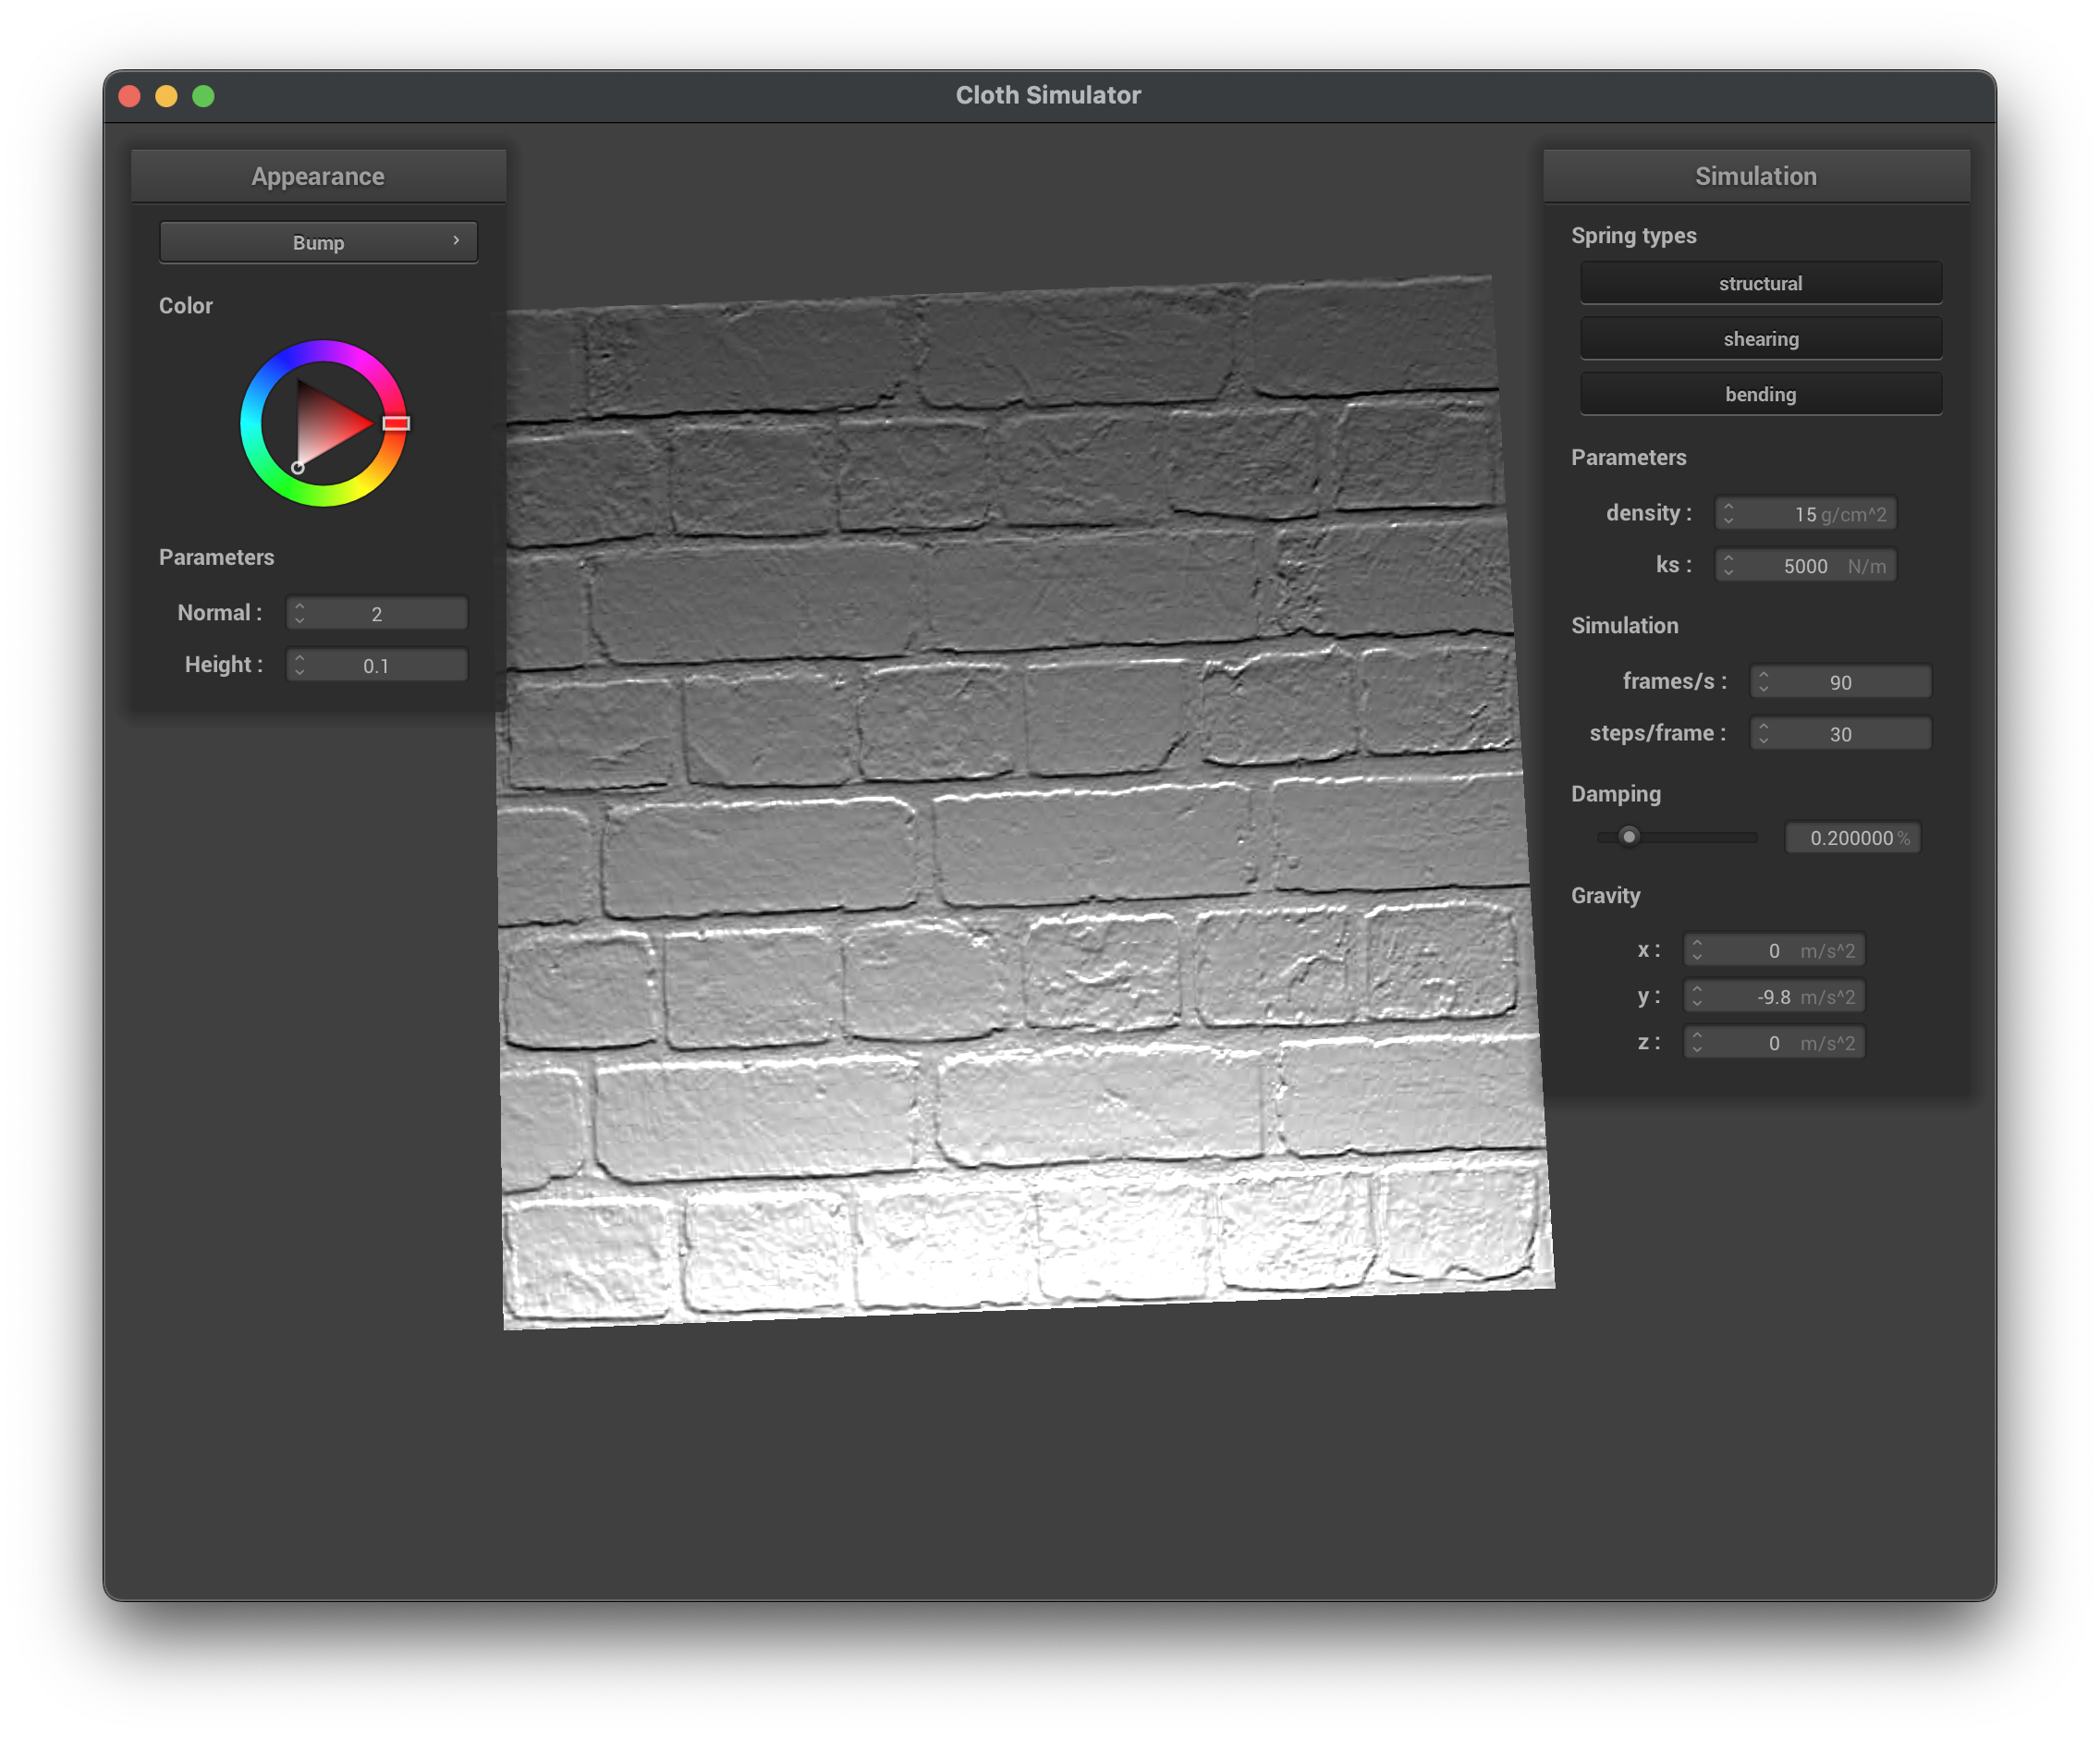 Cloth Simulator
Appearance
Bump
Color
Parameters
Normal : 2
Height : 0.1
Simulation
Spring types
structural
shearing
bending
Parameters
density : 15 g/cm^2
ks : 5000 N/m
Simulation
frames/s : 90
steps/frame : 30
Damping
0.200000 %
Gravity
x : 0 m/s^2
y : -9.8 m/s^2
z : 0 m/s^2